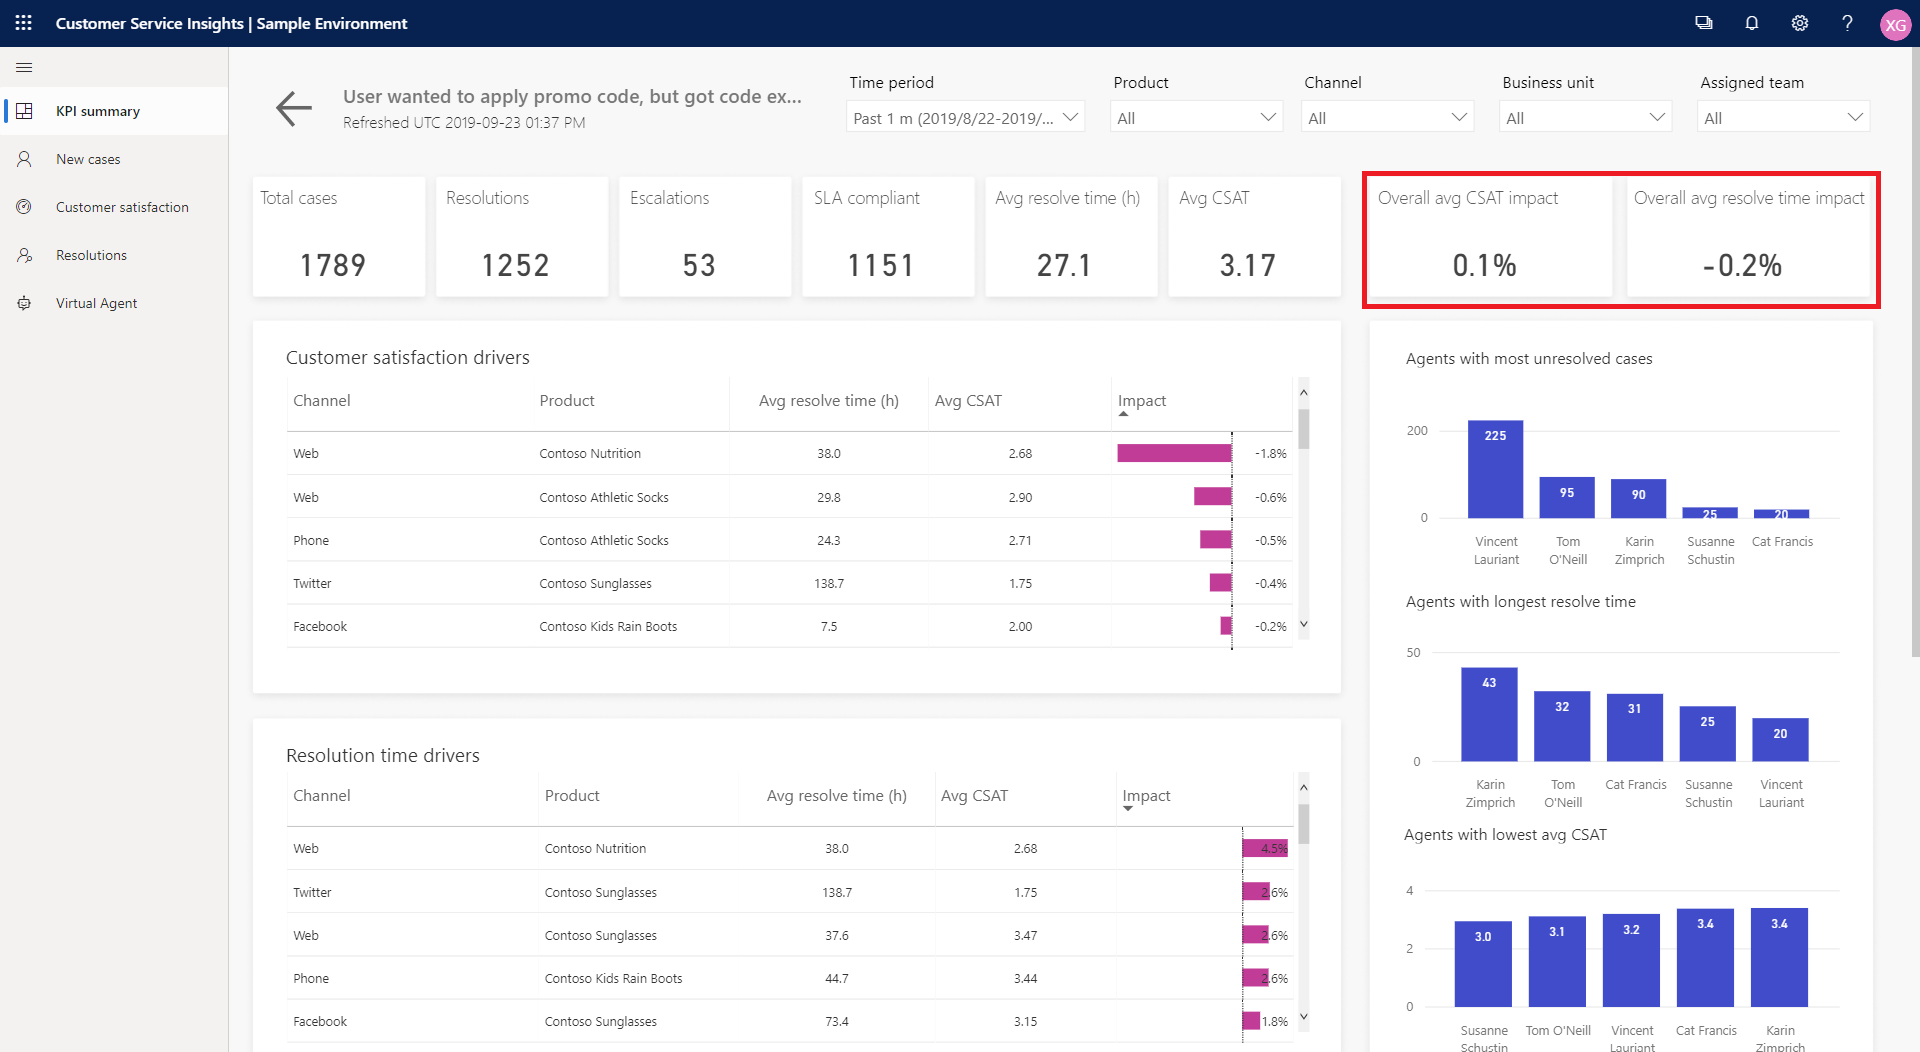 Customer Service Insights | Sample Environment
XG
KPI summary
New cases
Customer satisfaction
Resolutions
Virtual Agent
User wanted to apply promo code, but got code ex...
Refreshed UTC 2019-09-23 01:37 PM
Time period
Past 1 m (2019/8/22-2019/...
Product
All
Channel
All
Business unit
All
Assigned team
All
Total cases
1789
Resolutions
1252
Escalations
53
SLA compliant
1151
Avg resolve time (h)
27.1
Avg CSAT
3.17
Overall avg CSAT impact
0.1%
Overall avg resolve time impact
-0.2%
Customer satisfaction drivers
Channel Product Avg resolve time (h) Avg CSAT Impact
Web Contoso Nutrition 38.0 2.68 -1.8%
Web Contoso Athletic Socks 29.8 2.90 -0.6%
Phone Contoso Athletic Socks 24.3 2.71 -0.5%
Twitter Contoso Sunglasses 138.7 1.75 -0.4%
Facebook Contoso Kids Rain Boots 7.5 2.00 -0.2%
Resolution time drivers
Channel Product Avg resolve time (h) Avg CSAT Impact
Web Contoso Nutrition 38.0 2.68 4.5%
Twitter Contoso Sunglasses 138.7 1.75 2.6%
Web Contoso Sunglasses 37.6 3.47 2.6%
Phone Contoso Kids Rain Boots 44.7 3.44 2.6%
Facebook Contoso Sunglasses 73.4 3.15 1.8%
Agents with most unresolved cases
200
0
225 95 90 25 20
Vincent Lauriant
Tom O'Neill
Karin Zimprich
Susanne Schustin
Cat Francis
Agents with longest resolve time
50
0
43 32 31 25 20
Karin Zimprich
Tom O'Neill
Cat Francis
Susanne Schustin
Vincent Lauriant
Agents with lowest avg CSAT
4
2
0
3.0 3.1 3.2 3.4 3.4
Susanne Schustin
Tom O'Neill
Vincent Lauriant
Cat Francis
Karin Zimprich